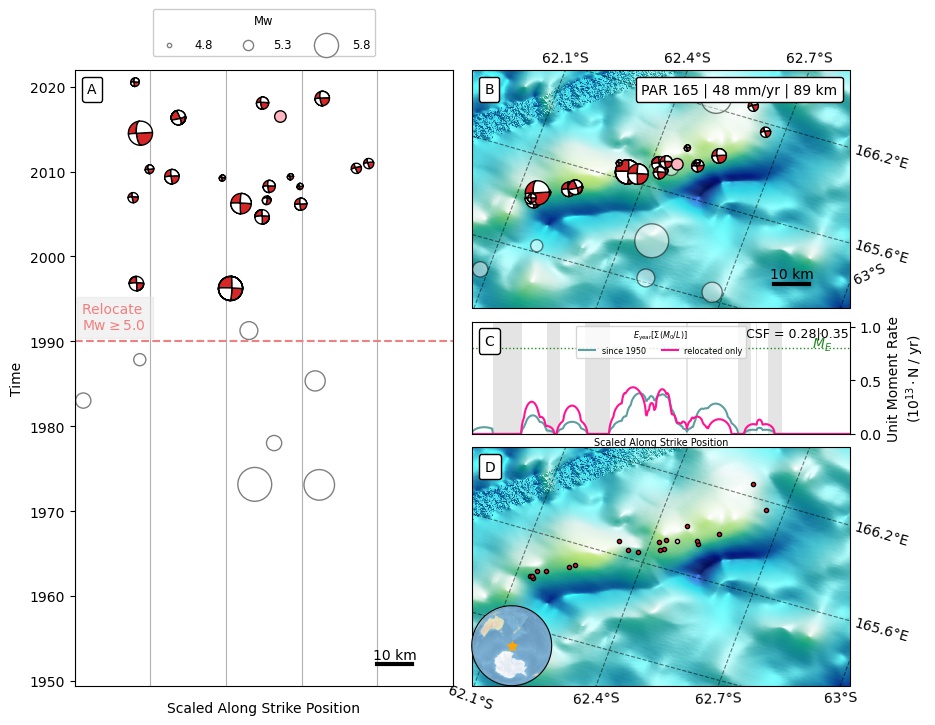 Mw
4.8 5.3 5.8
A
2020
2010
2000
1990
1980
1970
1960
1950
Time
Relocate
Mw ≥ 5.0
10 km
Scaled Along Strike Position
62.1°S 62.4°S 62.7°S
B
PAR 165 | 48 mm/yr | 89 km
166.2°E
165.6°E
63°S
10 km
C
E_year[Σ(M₀/L)]
since 1950 relocated only
CSF = 0.28|0.35
M_E
1.0
0.5
0.0
Unit Moment Rate
(10¹³ · N / yr)
Scaled Along Strike Position
D
166.2°E
165.6°E
62.1°S 62.4°S 62.7°S 63°S